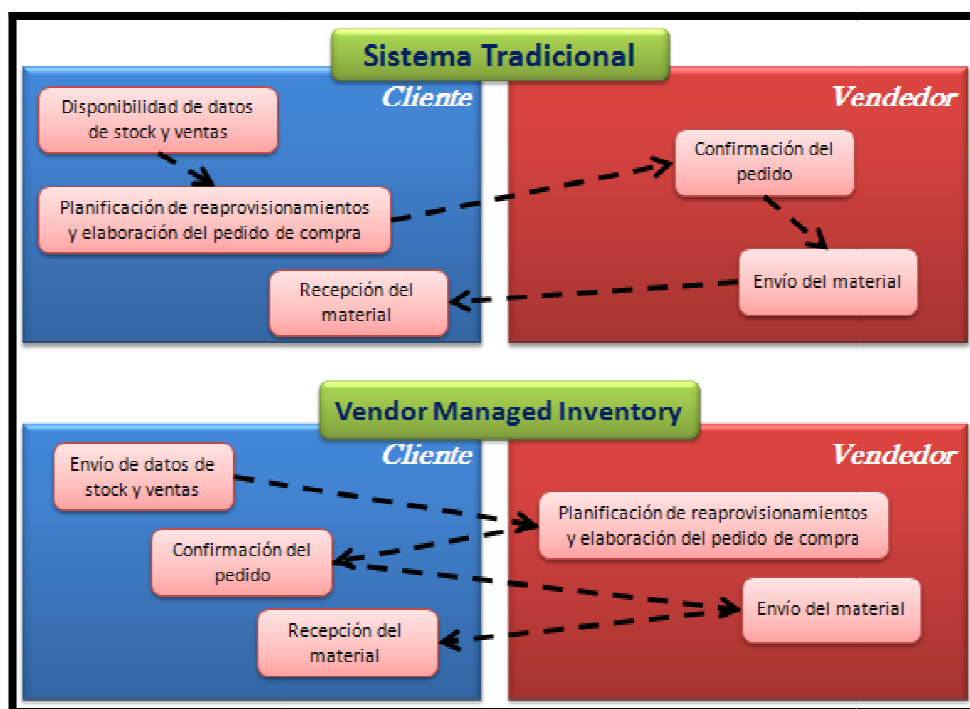 Sistema Tradicional
Cliente
Vendedor
Disponibilidad de datos
de stock y ventas
Planificación de reaprovisionamientos
y elaboración del pedido de compra
Confirmación del
pedido
Envío del material
Recepción del
material
Vendor Managed Inventory
Cliente
Vendedor
Envío de datos de
stock y ventas
Planificación de reaprovisionamientos
y elaboración del pedido de compra
Confirmación del
pedido
Envío del material
Recepción del
material